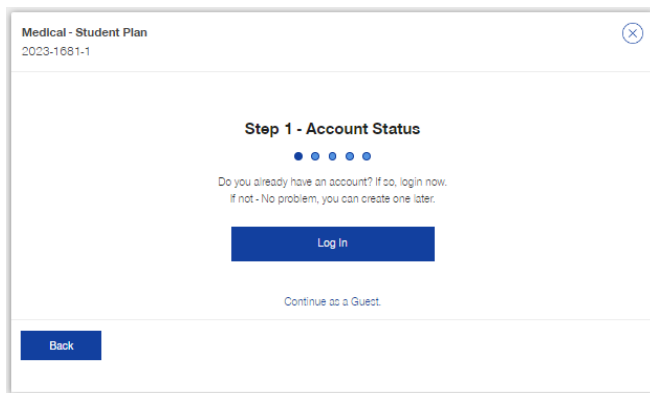 Medical - Student Plan
2023-1681-1
Step 1 - Account Status
Do you already have an account? If so, login now.
If not - No problem, you can create one later.
Log In
Continue as a Guest.
Back